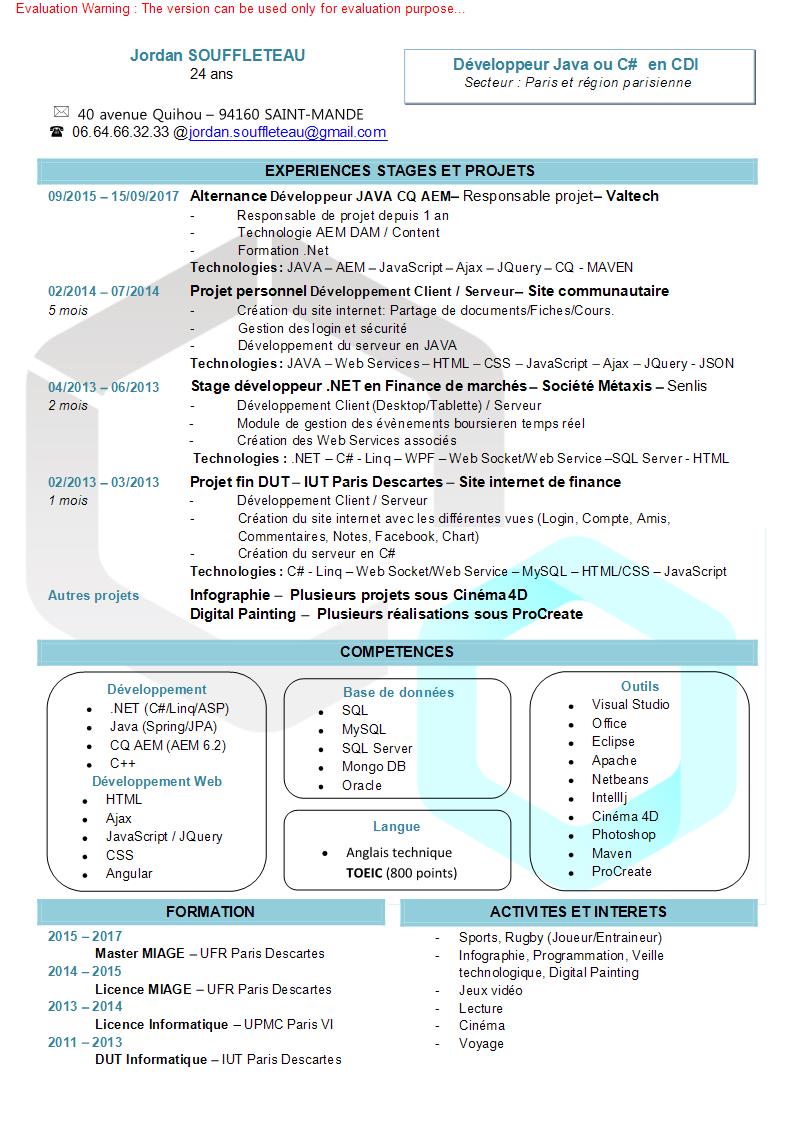 Evaluation Warning : The version can be used only for evaluation purpose...
Jordan SOUFFLETEAU
24 ans
Développeur Java ou C# en CDI
Secteur : Paris et région parisienne
40 avenue Quihou – 94160 SAINT-MANDE
06.64.66.32.33 @jordan.souffleteau@gmail.com
EXPERIENCES STAGES ET PROJETS
09/2015 – 15/09/2017 Alternance Développeur JAVA CQ AEM– Responsable projet– Valtech
- Responsable de projet depuis 1 an
- Technologie AEM DAM / Content
- Formation .Net
Technologies : JAVA – AEM – JavaScript – Ajax – JQuery – CQ - MAVEN
02/2014 – 07/2014 Projet personnel Développement Client / Serveur– Site communautaire
5 mois - Création du site internet: Partage de documents/Fiches/Cours.
- Gestion des login et sécurité
- Développement du serveur en JAVA
Technologies : JAVA – Web Services – HTML – CSS – JavaScript – Ajax – JQuery - JSON
04/2013 – 06/2013 Stage développeur .NET en Finance de marchés – Société Métaxis – Senlis
2 mois - Développement Client (Desktop/Tablette) / Serveur
- Module de gestion des évènements boursier en temps réel
- Création des Web Services associés
Technologies : .NET – C# - Linq – WPF – Web Socket/Web Service –SQL Server - HTML
02/2013 – 03/2013 Projet fin DUT – IUT Paris Descartes – Site internet de finance
1 mois - Développement Client / Serveur
- Création du site internet avec les différentes vues (Login, Compte, Amis,
Commentaires, Notes, Facebook, Chart)
- Création du serveur en C#
Technologies : C# - Linq – Web Socket/Web Service – MySQL – HTML/CSS – JavaScript
Autres projets Infographie – Plusieurs projets sous Cinéma 4D
Digital Painting – Plusieurs réalisations sous ProCreate
COMPETENCES
Développement
• .NET (C#/Linq/ASP)
• Java (Spring/JPA)
• CQ AEM (AEM 6.2)
• C++
Développement Web
• HTML
• Ajax
• JavaScript / JQuery
• CSS
• Angular
Base de données
• SQL
• MySQL
• SQL Server
• Mongo DB
• Oracle
Langue
• Anglais technique
TOEIC (800 points)
Outils
• Visual Studio
• Office
• Eclipse
• Apache
• Netbeans
• IntellIj
• Cinéma 4D
• Photoshop
• Maven
• ProCreate
FORMATION
2015 – 2017
Master MIAGE – UFR Paris Descartes
2014 – 2015
Licence MIAGE – UFR Paris Descartes
2013 – 2014
Licence Informatique – UPMC Paris VI
2011 – 2013
DUT Informatique – IUT Paris Descartes
ACTIVITES ET INTERETS
- Sports, Rugby (Joueur/Entraineur)
- Infographie, Programmation, Veille
technologique, Digital Painting
- Jeux vidéo
- Lecture
- Cinéma
- Voyage